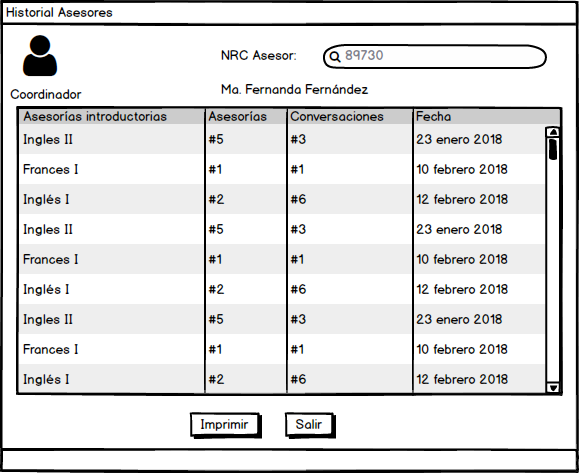 Historial Asesores
NRC Asesor: 89730
Coordinador
Ma. Fernanda Fernández
Asesorías introductorias Asesorías Conversaciones Fecha
Ingles II #5 #3 23 enero 2018
Frances I #1 #1 10 febrero 2018
Inglés I #2 #6 12 febrero 2018
Ingles II #5 #3 23 enero 2018
Frances I #1 #1 10 febrero 2018
Inglés I #2 #6 12 febrero 2018
Ingles II #5 #3 23 enero 2018
Frances I #1 #1 10 febrero 2018
Inglés I #2 #6 12 febrero 2018
Imprimir Salir